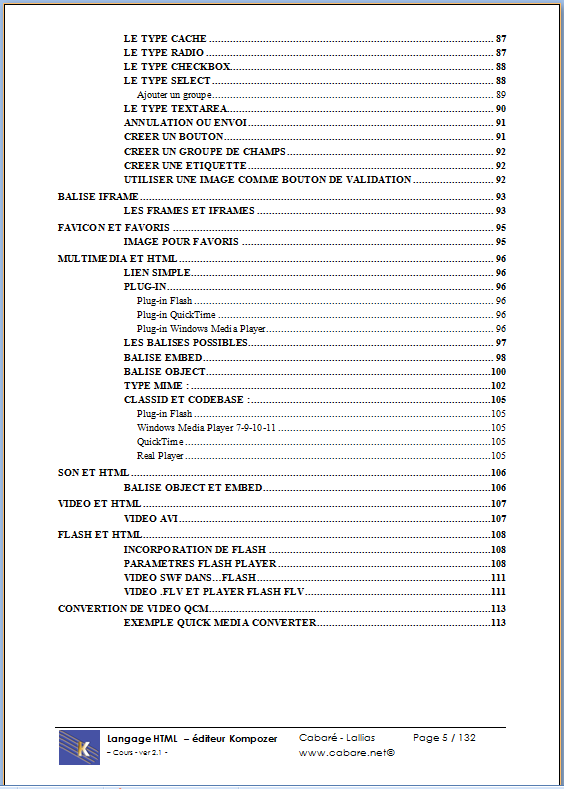 LE TYPE CACHE ........ 87
LE TYPE RADIO ........ 87
LE TYPE CHECKBOX........ 88
LE TYPE SELECT........ 88
Ajouter un groupe........ 89
LE TYPE TEXTAREA........ 90
ANNULATION OU ENVOI........ 91
CREER UN BOUTON........ 91
CREER UN GROUPE DE CHAMPS........ 92
CREER UNE ETIQUETTE........ 92
UTILISER UNE IMAGE COMME BOUTON DE VALIDATION........ 92
BALISE IFRAME........ 93
LES FRAMES ET IFRAMES ........ 93
FAVICON ET FAVORIS ........ 95
IMAGE POUR FAVORIS ........ 95
MULTIMEDIA ET HTML........ 96
LIEN SIMPLE........ 96
PLUG-IN........ 96
Plug-in Flash ........ 96
Plug-in QuickTime ........ 96
Plug-in Windows Media Player........ 96
LES BALISES POSSIBLES........ 97
BALISE EMBED........ 98
BALISE OBJECT........ 100
TYPE MIME :........ 102
CLASSID ET CODEBASE :........ 105
Plug-in Flash ........ 105
Windows Media Player 7-9-10-11 ........ 105
QuickTime........ 105
Real Player........ 105
SON ET HTML........ 106
BALISE OBJECT ET EMBED........ 106
VIDEO ET HTML........ 107
VIDEO AVI........ 107
FLASH ET HTML........ 108
INCORPORATION DE FLASH ........ 108
PARAMETRES FLASH PLAYER ........ 108
VIDEO SWF DANS...FLASH........ 111
VIDEO .FLV ET PLAYER FLASH FLV........ 111
CONVERTION DE VIDEO QCM........ 113
EXEMPLE QUICK MEDIA CONVERTER........ 113
K
Langage HTML – éditeur Kompozer Cabaré - Lallias Page 5 / 132
– Cours - ver 2.1 - www.cabare.net©